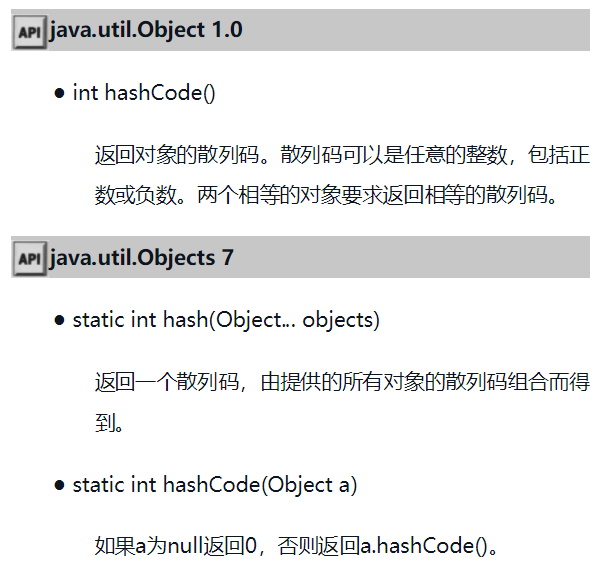 API java.util.Object 1.0
● int hashCode()
返回对象的散列码。散列码可以是任意的整数，包括正
数或负数。两个相等的对象要求返回相等的散列码。
API java.util.Objects 7
● static int hash(Object... objects)
返回一个散列码，由提供的所有对象的散列码组合而得
到。
● static int hashCode(Object a)
如果a为null返回0，否则返回a.hashCode()。